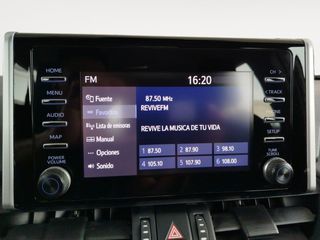 HOME
MENU
AUDIO
MAP
POWER
VOLUME
FM
16:20
Fuente
Favoritos
Lista de emisoras
Manual
Opciones
Sonido
87.50 MHz
REVIVEFM
REVIVE LA MUSICA DE TU VIDA
1 87.50
2 87.90
3 98.10
4 105.10
5 107.90
6 108.00
CH >
TRACK
SETUP
TUNE
SCROLL